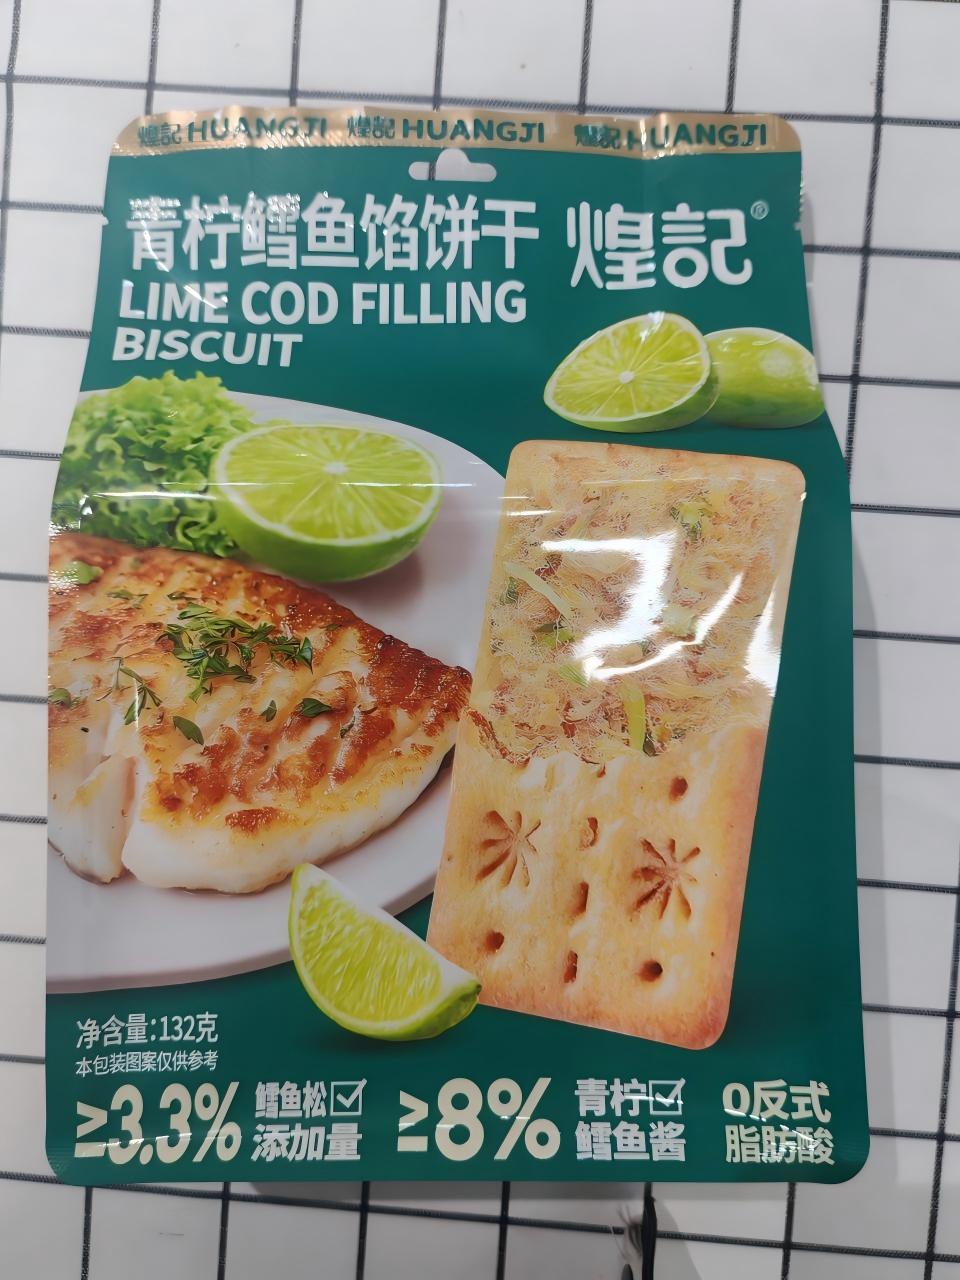 煌記 HUANGJI 煌記 HUANGJI 煌記 HUANGJI
青柠鳕鱼馅饼干
煌記®
LIME COD FILLING
BISCUIT
净含量:132克
本包装图案仅供参考
≥3.3% 鳕鱼松☑
添加量
≥8% 青柠☑
鳕鱼酱
0反式
脂肪酸